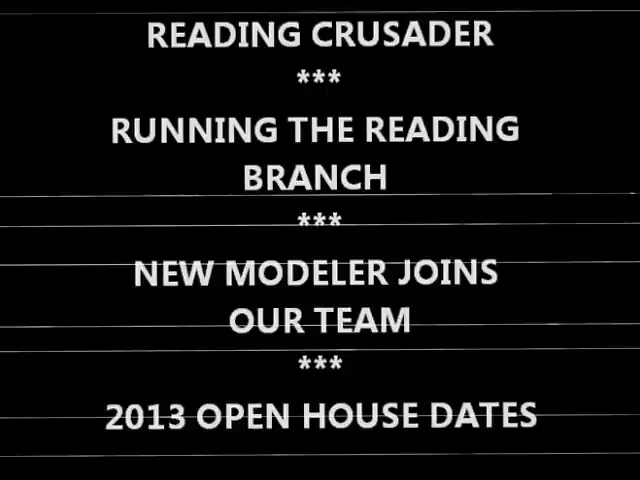 READING CRUSADER
***
RUNNING THE READING
BRANCH
***
NEW MODELER JOINS
OUR TEAM
***
2013 OPEN HOUSE DATES